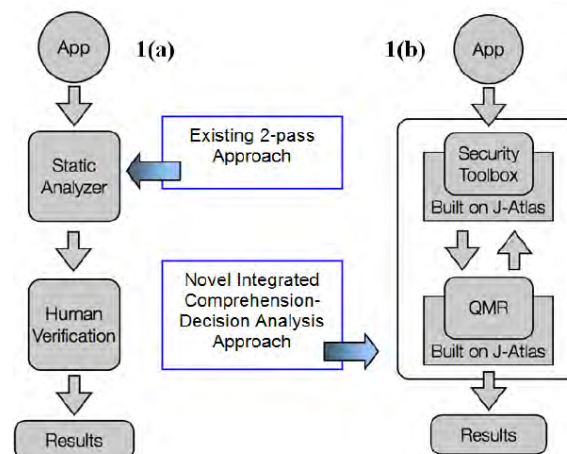 App
1(a)
Existing 2-pass
Approach
Static
Analyzer
Novel Integrated
Comprehension-
Decision Analysis
Approach
Human
Verification
Results
1(b)
App
Security
Toolbox
Built on J-Atlas
QMR
Built on J-Atlas
Results